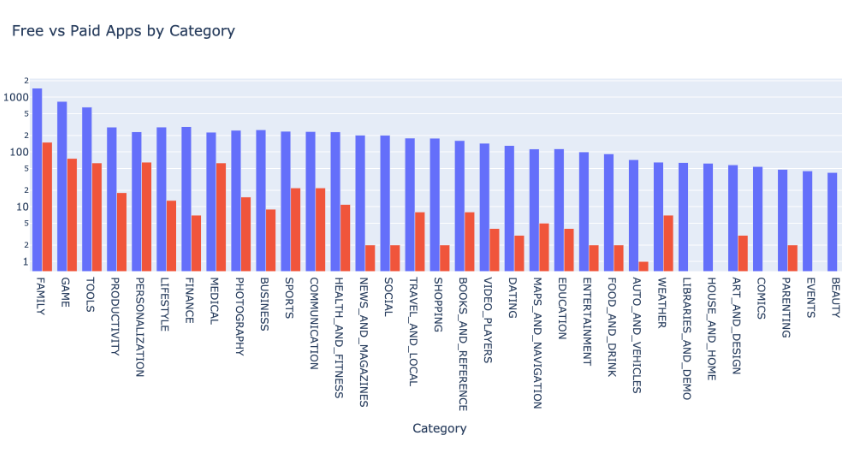 Free vs Paid Apps by Category
2
1000
5
2
100
5
2
10
5
2
1
FAMILY
GAME
TOOLS
PRODUCTIVITY
PERSONALIZATION
LIFESTYLE
FINANCE
MEDICAL
PHOTOGRAPHY
BUSINESS
SPORTS
COMMUNICATION
HEALTH_AND_FITNESS
NEWS_AND_MAGAZINES
SOCIAL
TRAVEL_AND_LOCAL
SHOPPING
BOOKS_AND_REFERENCE
VIDEO_PLAYERS
DATING
MAPS_AND_NAVIGATION
EDUCATION
ENTERTAINMENT
FOOD_AND_DRINK
AUTO_AND_VEHICLES
WEATHER
LIBRARIES_AND_DEMO
HOUSE_AND_HOME
ART_AND_DESIGN
COMICS
PARENTING
EVENTS
BEAUTY
Category